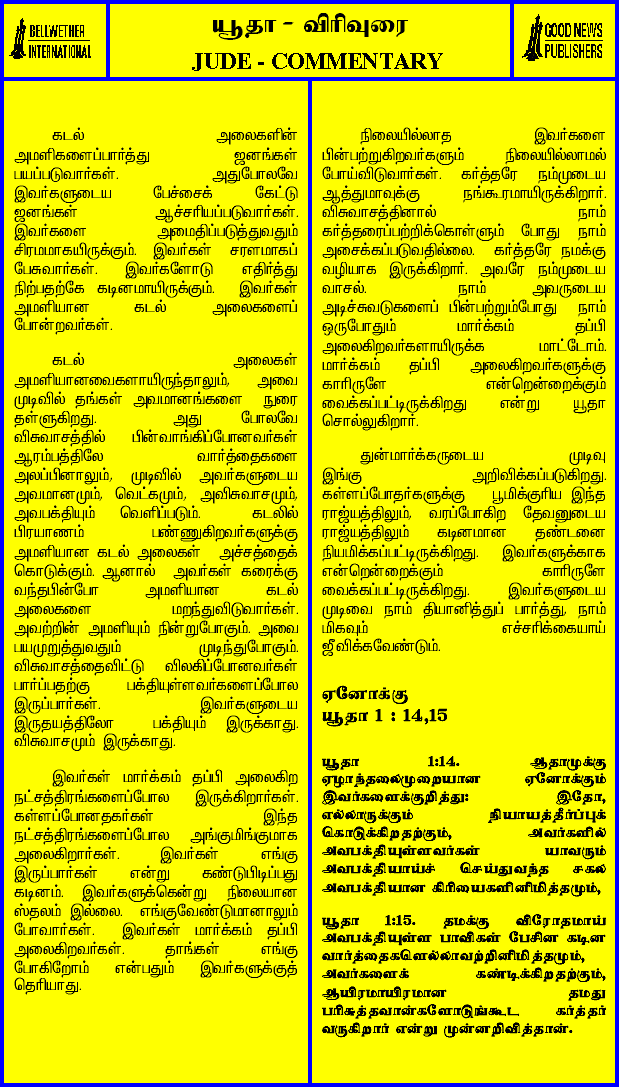 BELLWETHER
INTERNATIONAL
யூதா - விரிவுரை
JUDE - COMMENTARY
GOOD NEWS
PUBLISHERS
கடல் அலைகளின்
அமளிகளைப்பார்த்து ஜனங்கள்
பயப்படுவார்கள். அதுபோலவே
இவர்களுடைய பேச்சைக் கேட்டு
ஜனங்கள் ஆச்சரியப்படுவார்கள்.
இவர்களை அமைதிப்படுத்துவதும்
சிரமமாகயிருக்கும். இவர்கள் சரளமாகப்
பேசுவார்கள். இவர்களோடு எதிர்த்து
நிற்பதற்கே கடினமாயிருக்கும். இவர்கள்
அமளியான கடல் அலைகளைப்
போன்றவர்கள்.
கடல் அலைகள்
அமளியானவைகளாயிருந்தாலும், அவை
முடிவில் தங்கள் அவமானங்களை நுரை
தள்ளுகிறது. அது போலவே
விசுவாசத்தில் பின்வாங்கிப்போனவர்கள்
ஆரம்பத்திலே வார்த்தைகளை
அலப்பினாலும், முடிவில் அவர்களுடைய
அவமானமும், வெட்கமும், அவிசுவாசமும்,
அவபக்தியும் வெளிப்படும். கடலில்
பிரயாணம் பண்ணுகிறவர்களுக்கு
அமளியான கடல் அலைகள் அச்சத்தைக்
கொடுக்கும். ஆனால் அவர்கள் கரைக்கு
வந்தபின்போ அமளியான கடல்
அலைகளை மறந்துவிடுவார்கள்.
அவற்றின் அமளியும் நின்றுபோகும். அவை
பயமுறுத்துவதும் முடிந்துபோகும்.
விசுவாசத்தைவிட்டு விலகிப்போனவர்கள்
பார்ப்பதற்கு பக்தியுள்ளவர்களைப்போல
இருப்பார்கள். இவர்களுடைய
இருதயத்திலோ பக்தியும் இருக்காது.
விசுவாசமும் இருக்காது.
இவர்கள் மார்க்கம் தப்பி அலைகிற
நட்சத்திரங்களைப்போல இருக்கிறார்கள்.
கள்ளப்போனதகர்கள் இந்த
நட்சத்திரங்களைப்போல அங்குமிங்குமாக
அலைகிறார்கள். இவர்கள் எங்கு
இருப்பார்கள் என்று கண்டுபிடிப்பது
கடினம். இவர்களுக்கென்று நிலையான
ஸ்தலம் இல்லை. எங்குவேண்டுமானாலும்
போவார்கள். இவர்கள் மார்க்கம் தப்பி
அலைகிறவர்கள். தாங்கள் எங்கு
போகிறோம் என்பதும் இவர்களுக்குத்
தெரியாது.
நிலையில்லாத இவர்களை
பின்பற்றுகிறவர்களும் நிலையில்லாமல்
போய்விடுவார்கள். கர்த்தரே நம்முடைய
ஆத்துமாவுக்கு நங்கூரமாயிருக்கிறார்.
விசுவாசத்தினால் நாம்
கர்த்தரைப்பற்றிக்கொள்ளும் போது நாம்
அசைக்கப்படுவதில்லை. கர்த்தரே நமக்கு
வழியாக இருக்கிறார். அவரே நம்முடைய
வாசல். நாம் அவருடைய
அடிச்சுவடுகளைப் பின்பற்றும்போது நாம்
ஒருபோதும் மார்க்கம் தப்பி
அலைகிறவர்களாயிருக்க மாட்டோம்.
மார்க்கம் தப்பி அலைகிறவர்களுக்கு
காரிருளே என்றென்றைக்கும்
வைக்கப்பட்டிருக்கிறது என்று யூதா
சொல்லுகிறார்.
துன்மார்க்கருடைய முடிவு
இங்கு அறிவிக்கப்படுகிறது.
கள்ளப்போதர்களுக்கு பூமிக்குரிய இந்த
ராஜ்யத்திலும், வரப்போகிற தேவனுடைய
ராஜ்யத்திலும் கடினமான தண்டனை
நியமிக்கப்பட்டிருக்கிறது. இவர்களுக்காக
என்றென்றைக்கும் காரிருளே
வைக்கப்பட்டிருக்கிறது. இவர்களுடைய
முடிவை நாம் தியானித்துப் பார்த்து, நாம்
மிகவும் எச்சரிக்கையாய்
ஜீவிக்கவேண்டும்.
ஏனோக்கு
யூதா 1 : 14,15
யூதா 1:14. ஆதாமுக்கு
ஏழாந்தலைமுறையான ஏனோக்கும்
இவர்களைக்குறித்து: இதோ,
எல்லாருக்கும் நியாயத்தீர்ப்புக்
கொடுக்கிறதற்கும், அவர்களில்
அவபக்தியுள்ளவர்கள் யாவரும்
அவபக்தியாய்ச் செய்துவந்த சகல
அவபக்தியான கிரியைகளினிமித்தமும்,
யூதா 1:15. தமக்கு விரோதமாய்
அவபக்தியுள்ள பாவிகள் பேசின கடின
வார்த்தைகளெல்லாவற்றினிமித்தமும்,
அவர்களைக் கண்டிக்கிறதற்கும்,
ஆயிரமாயிரமான தமது
பரிசுத்தவான்களோடுங்கூட கர்த்தர்
வருகிறார் என்று முன்னறிவித்தான்.